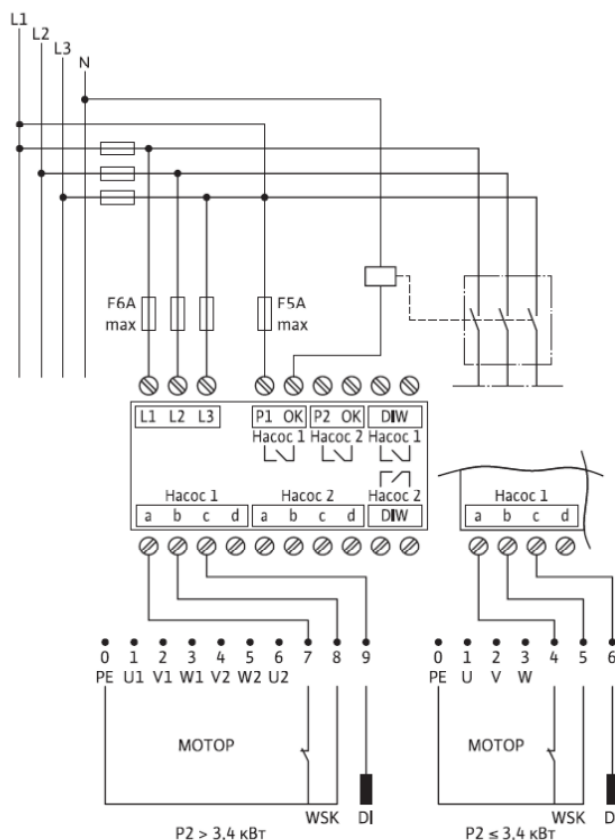 L1
L2
L3
N
F6A
max
F5A
max
L1 L2 L3 P1 OK P2 OK DIW
Насос 1 Насос 2 Насос 1
Насос 1 Насос 2 Насос 2
a b c d a b c d DIW
Насос 1
a b c d
0 1 2 3 4 5 6 7 8 9
PE U1 V1 W1 V2 W2 U2
МОТОР
WSK DI
P2 > 3,4 кВт
0 1 2 3 4 5 6
PE U V W
МОТОР
WSK D
P2 ≤ 3,4 кВт